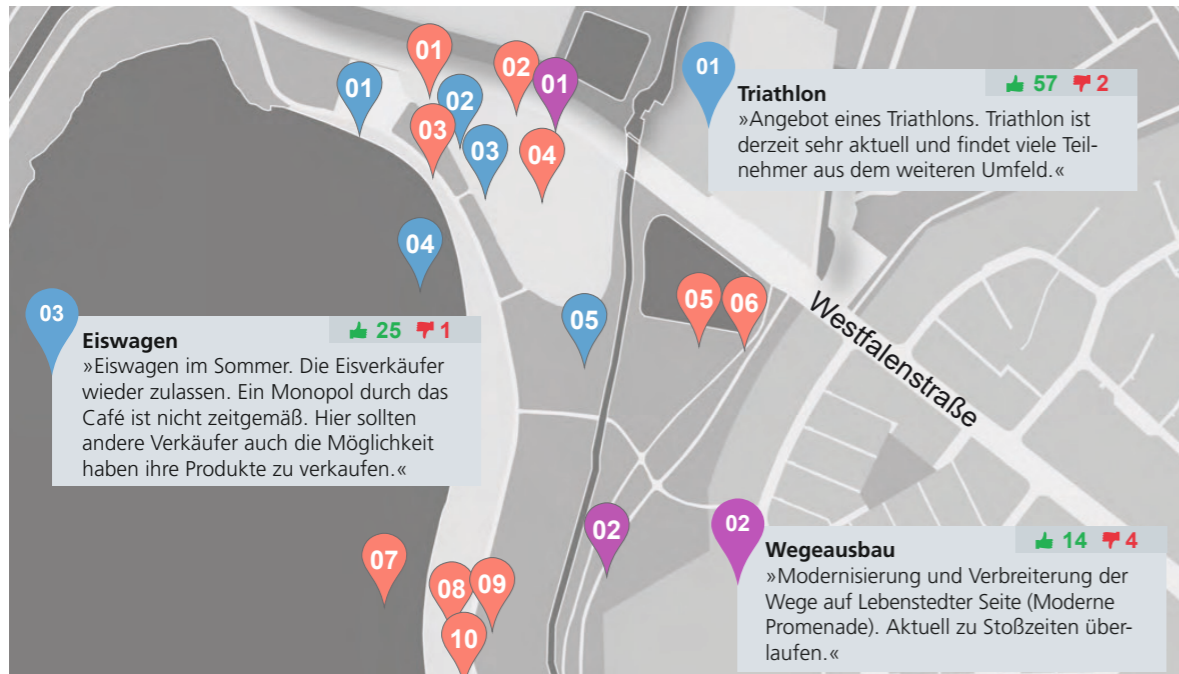 01
02
01
01
02
03
03
04
04
05
05
06
07
08
09
10
02
Westfalenstraße
01
Triathlon
57 2
»Angebot eines Triathlons. Triathlon ist
derzeit sehr aktuell und findet viele Teil-
nehmer aus dem weiteren Umfeld.«
03
Eiswagen
25 1
»Eiswagen im Sommer. Die Eisverkäufer
wieder zulassen. Ein Monopol durch das
Café ist nicht zeitgemäß. Hier sollten
andere Verkäufer auch die Möglichkeit
haben ihre Produkte zu verkaufen.«
02
Wegeausbau
14 4
»Modernisierung und Verbreiterung der
Wege auf Lebenstedter Seite (Moderne
Promenade). Aktuell zu Stoßzeiten über-
laufen.«